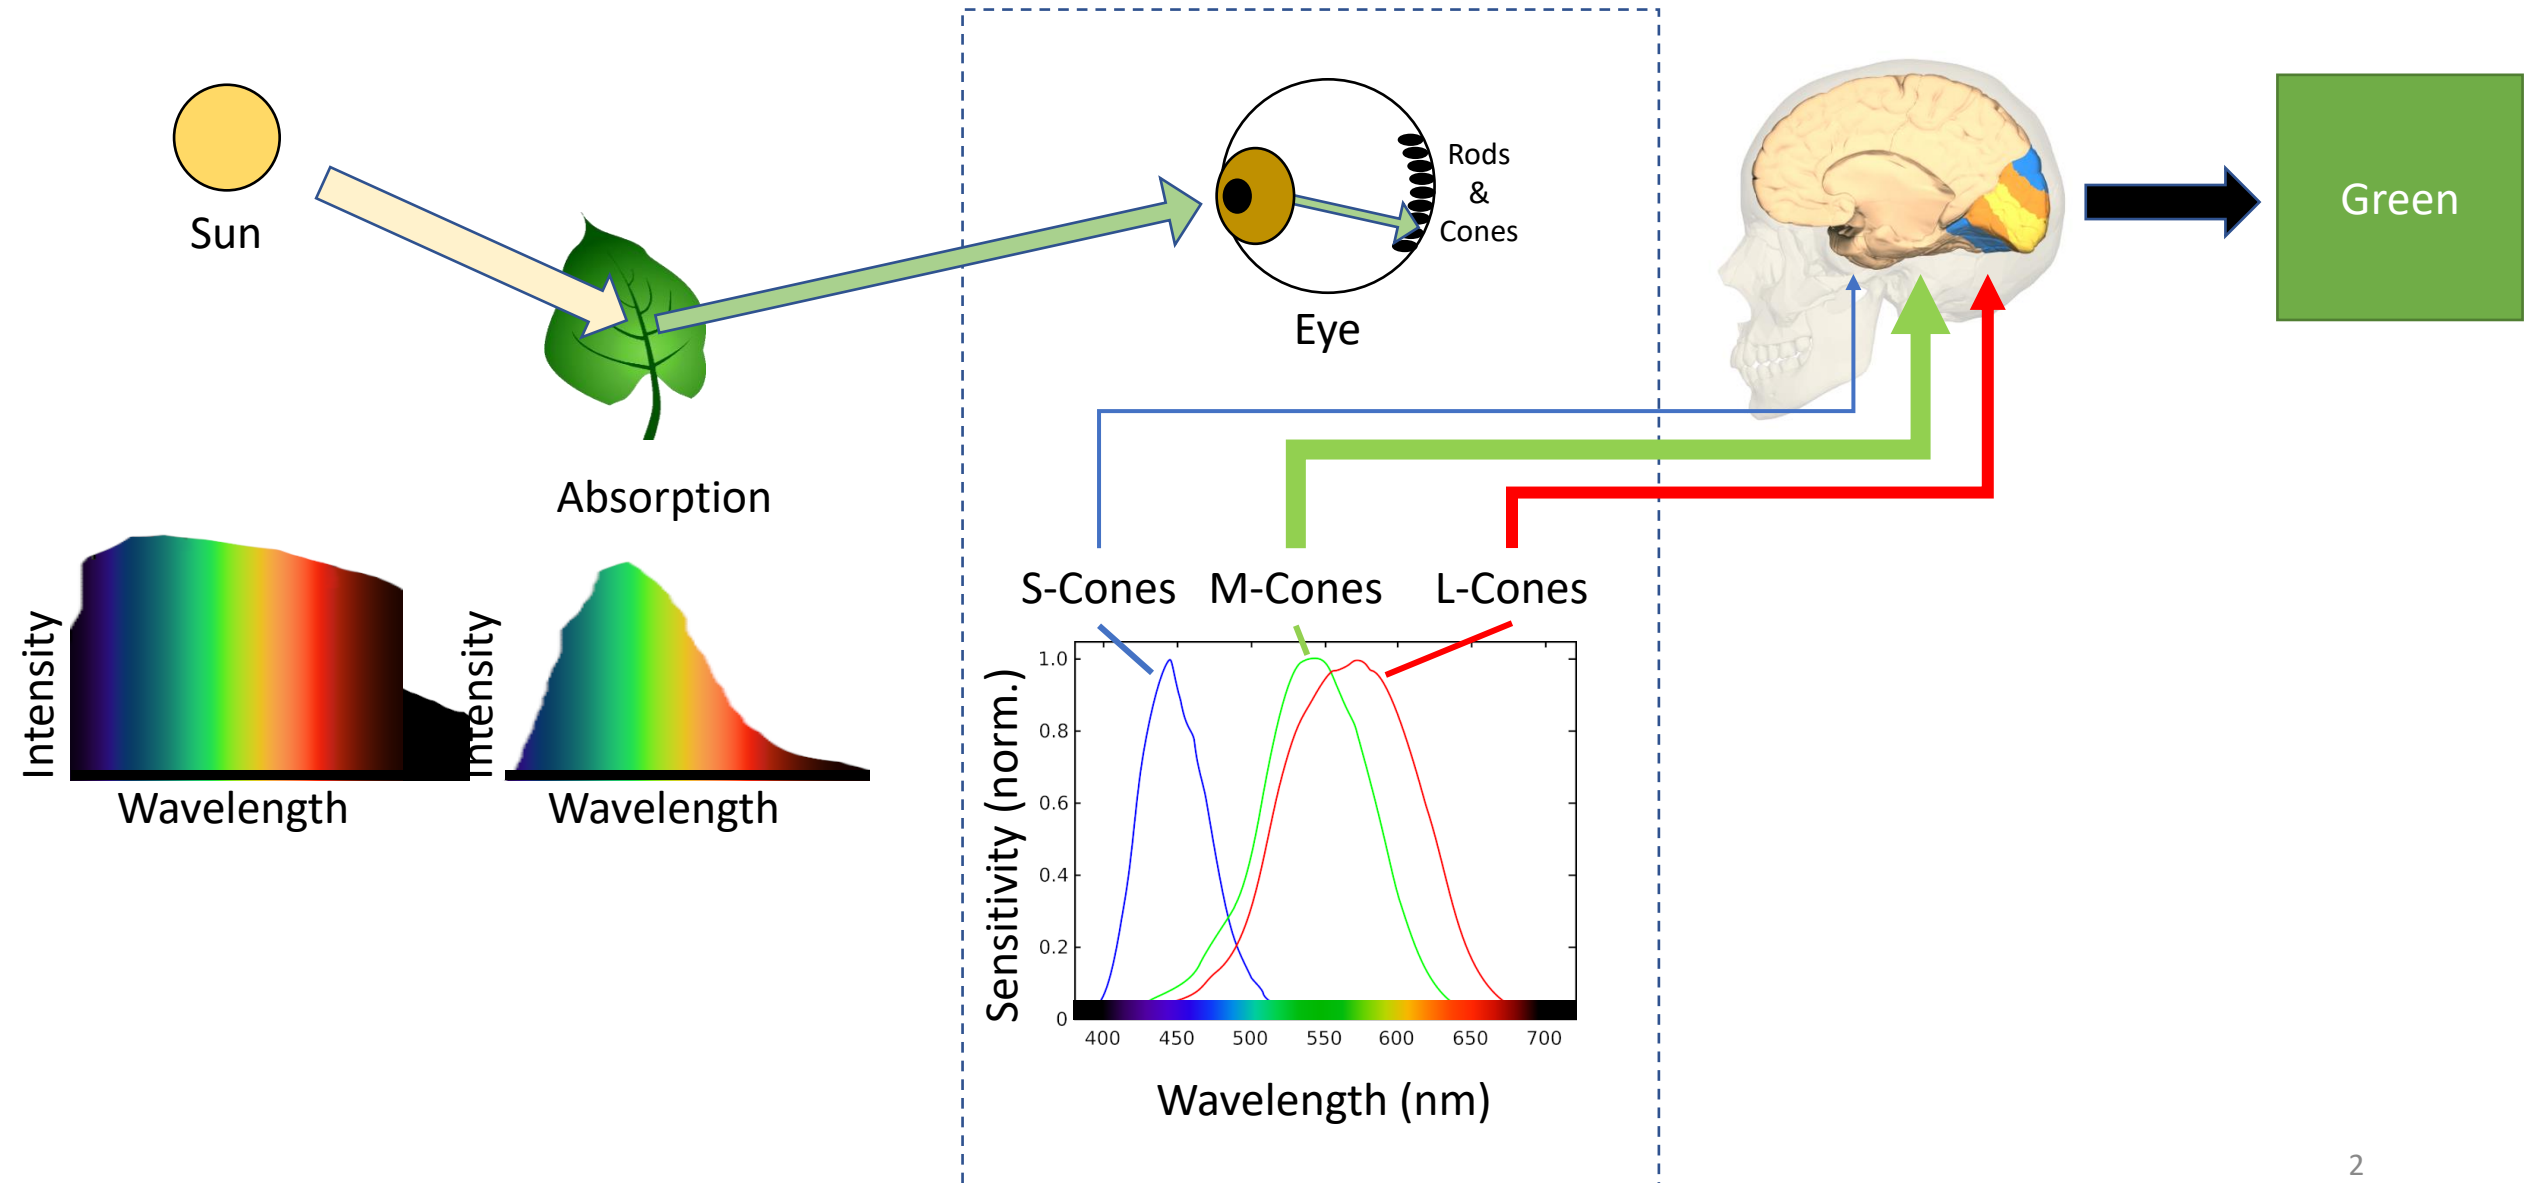 Sun
Absorption
Intensity
Wavelength
Intensity
Wavelength
Rods
&
Cones
Eye
S-Cones
M-Cones
L-Cones
Sensitivity (norm.)
1.0
0.8
0.6
0.4
0.2
0
400 450 500 550 600 650 700
Wavelength (nm)
Green
2